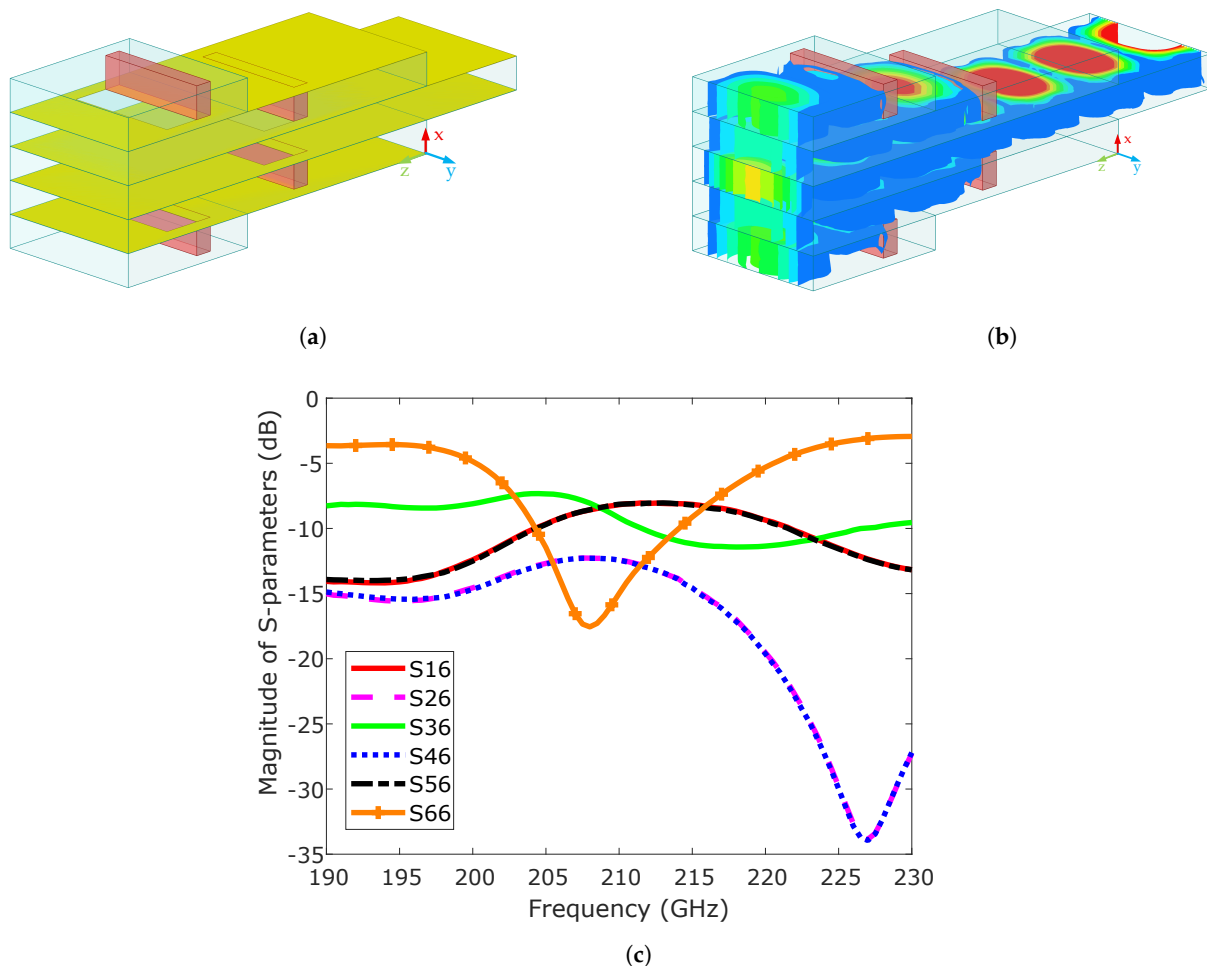 x
z
y
x
z
y
(a)
(b)
Magnitude of S-parameters (dB)
0
-5
-10
-15
-20
-25
-30
-35
S16
S26
S36
S46
S56
S66
190 195 200 205 210 215 220 225 230
Frequency (GHz)
(c)